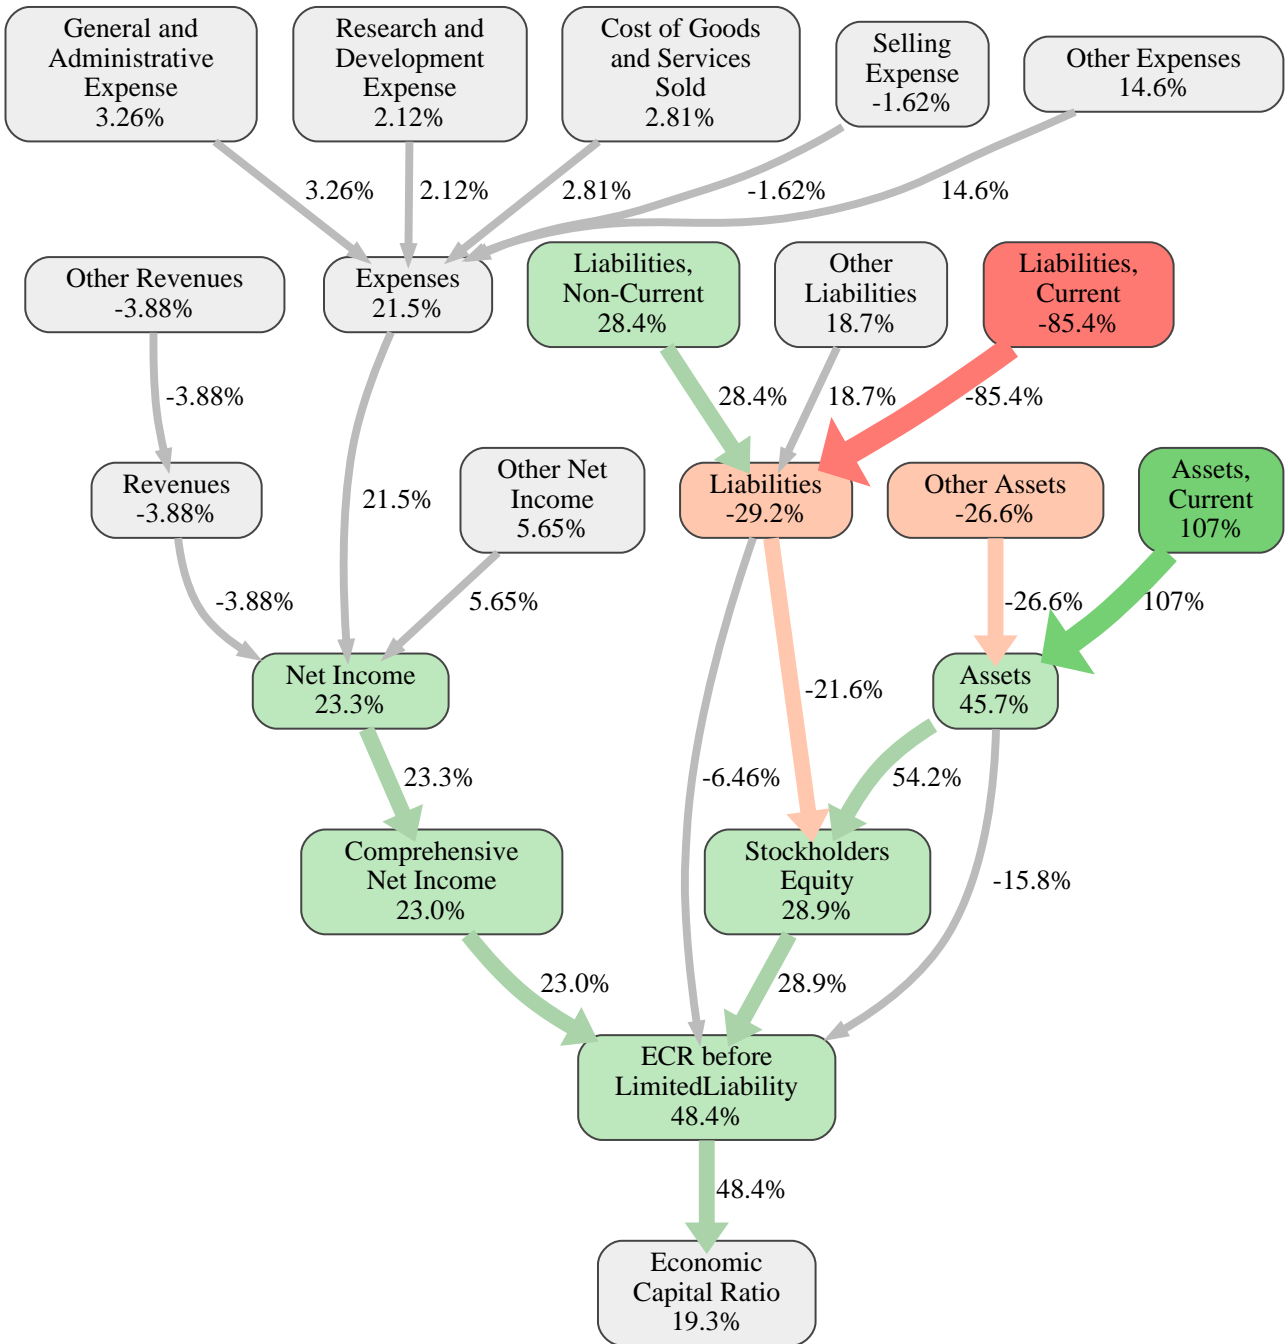 General and
Administrative
Expense
3.26%
Research and
Development
Expense
2.12%
Cost of Goods
and Services
Sold
2.81%
Selling
Expense
-1.62%
Other Expenses
14.6%
3.26%
2.12%
2.81%
-1.62%
14.6%
Other Revenues
-3.88%
Expenses
21.5%
Liabilities,
Non-Current
28.4%
Other
Liabilities
18.7%
Liabilities,
Current
-85.4%
-3.88%
28.4%
18.7%
-85.4%
Revenues
-3.88%
21.5%
Other Net
Income
5.65%
Liabilities
-29.2%
Other Assets
-26.6%
Assets,
Current
107%
-3.88%
5.65%
-26.6%
107%
Net Income
23.3%
-21.6%
Assets
45.7%
23.3%
-6.46%
54.2%
Comprehensive
Net Income
23.0%
Stockholders
Equity
28.9%
-15.8%
23.0%
28.9%
ECR before
LimitedLiability
48.4%
48.4%
Economic
Capital Ratio
19.3%